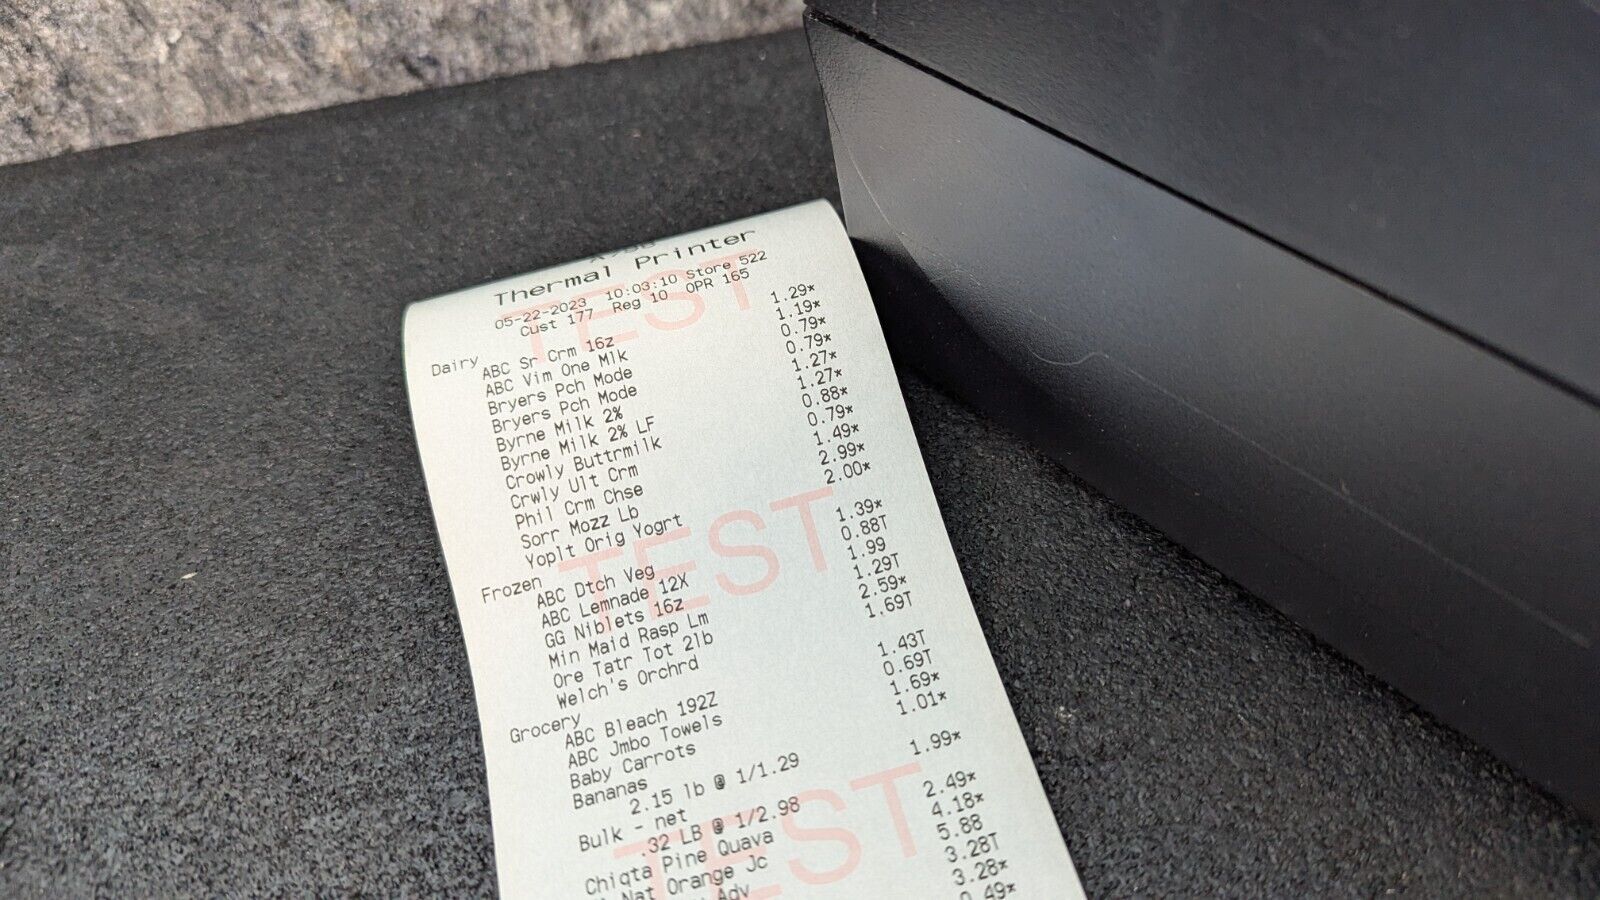 Thermal Printer
05-22-2023 10:03:10 Store 522
Cust 177 Reg 10 OPR 165
Dairy
ABC Sr Crm 16z 1.29*
ABC Vim One Mlk 1.19*
Bryers Pch Mode 0.79*
Bryers Pch Mode 0.79*
Byrne Milk 2% 1.27*
Byrne Milk 2% LF 1.27*
Crowly Buttrmilk 0.88*
Crwly Ult Crm 0.79*
Phil Crm Chse 1.49*
Sorr Mozz Lb 2.99*
Yoplt Orig Yogrt 2.00*
Frozen
ABC Dtch Veg 1.39*
ABC Lemnade 12X 0.88T
GG Niblets 16z 1.99
Min Maid Rasp Lm 1.29T
Ore Tatr Tot 2lb 2.59*
Welch's Orchrd 1.69T
Grocery
ABC Bleach 192Z 1.43T
ABC Jmbo Towels 0.69T
Baby Carrots 1.69*
Bananas 1.01*
2.15 lb @ 1/1.29
Bulk - net 1.99*
.32 LB @ 1/2.98
Chiqta Pine Quava 2.49*
Nat Orange Jc 4.18*
Adv 5.88
3.28T
3.28*
0.49*
TEST
TEST
TEST